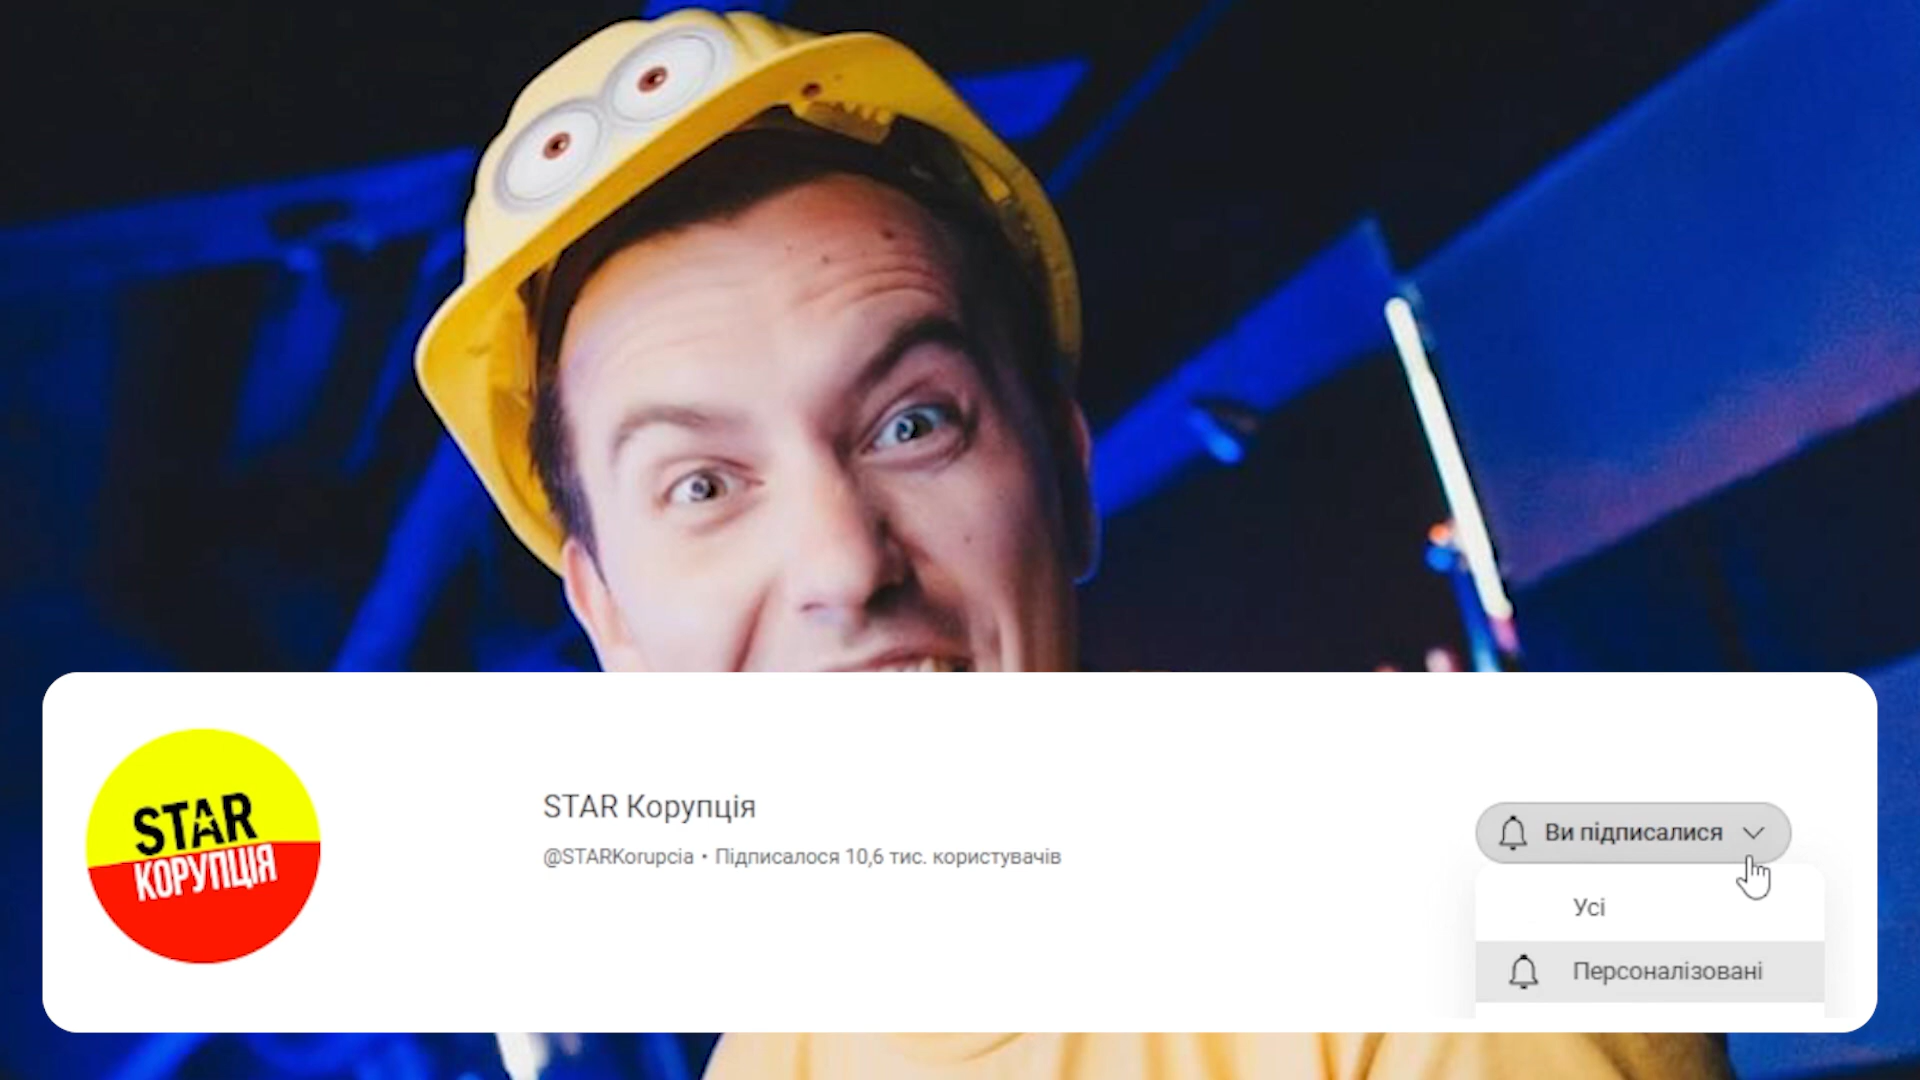 STAR
КОРУПЦІЯ
STAR Корупція
@STARKorupcia • Підписалося 10,6 тис. користувачів
Ви підписалися
Усі
Персоналізовані